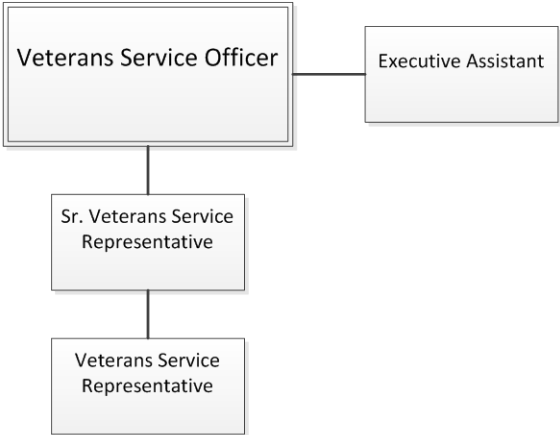 Veterans Service Officer
Executive Assistant
Sr. Veterans Service
Representative
Veterans Service
Representative